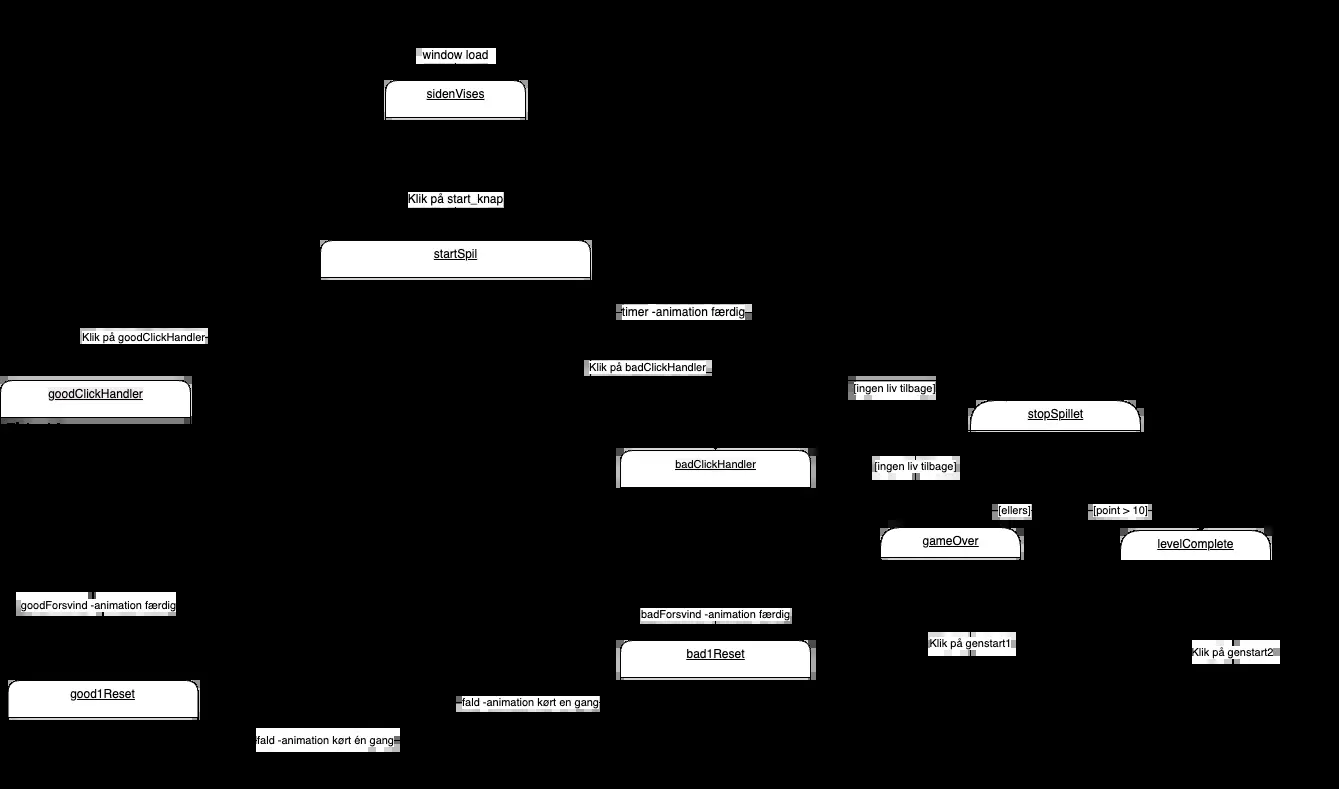 window load
sidenVises
Klik på start_knap
startSpil
timer -animation færdig
Klik på goodClickHandler
Klik på badClickHandler
goodClickHandler
[ingen liv tilbage]
stopSpillet
badClickHandler
[ingen liv tilbage]
[ellers]
[point > 10]
gameOver
levelComplete
goodForsvind -animation færdig
badForsvind -animation færdig
Klik på genstart1
Klik på genstart2
bad1Reset
good1Reset
fald -animation kørt en gang
fald -animation kørt én gang